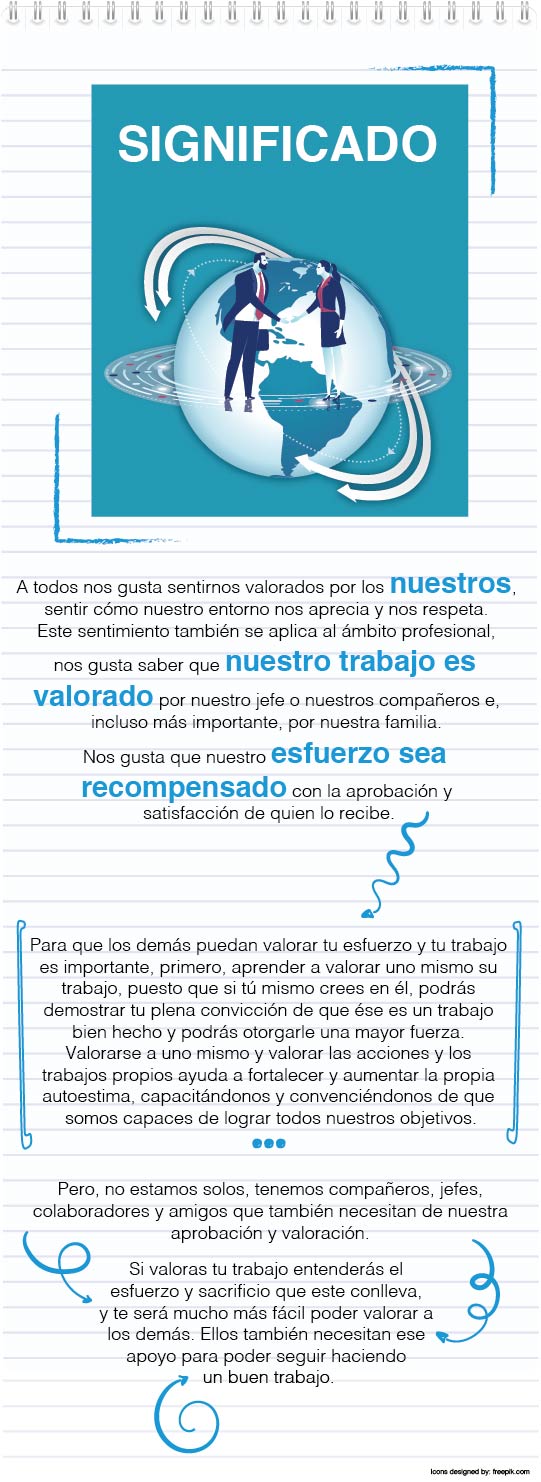 SIGNIFICADO
A todos nos gusta sentirnos valorados por los nuestros,
sentir cómo nuestro entorno nos aprecia y nos respeta.
Este sentimiento también se aplica al ámbito profesional,
nos gusta saber que nuestro trabajo es
valorado por nuestro jefe o nuestros compañeros e,
incluso más importante, por nuestra familia.
Nos gusta que nuestro esfuerzo sea
recompensado con la aprobación y
satisfacción de quien lo recibe.
Para que los demás puedan valorar tu esfuerzo y tu trabajo
es importante, primero, aprender a valorar uno mismo su
trabajo, puesto que si tú mismo crees en él, podrás
demostrar tu plena convicción de que ése es un trabajo
bien hecho y podrás otorgarle una mayor fuerza.
Valorarse a uno mismo y valorar las acciones y los
trabajos propios ayuda a fortalecer y aumentar la propia
autoestima, capacitándonos y convenciéndonos de que
somos capaces de lograr todos nuestros objetivos.
Pero, no estamos solos, tenemos compañeros, jefes,
colaboradores y amigos que también necesitan de nuestra
aprobación y valoración.
Si valoras tu trabajo entenderás el
esfuerzo y sacrificio que este conlleva,
y te será mucho más fácil poder valorar a
los demás. Ellos también necesitan ese
apoyo para poder seguir haciendo
un buen trabajo.
Icons designed by: freepik.com